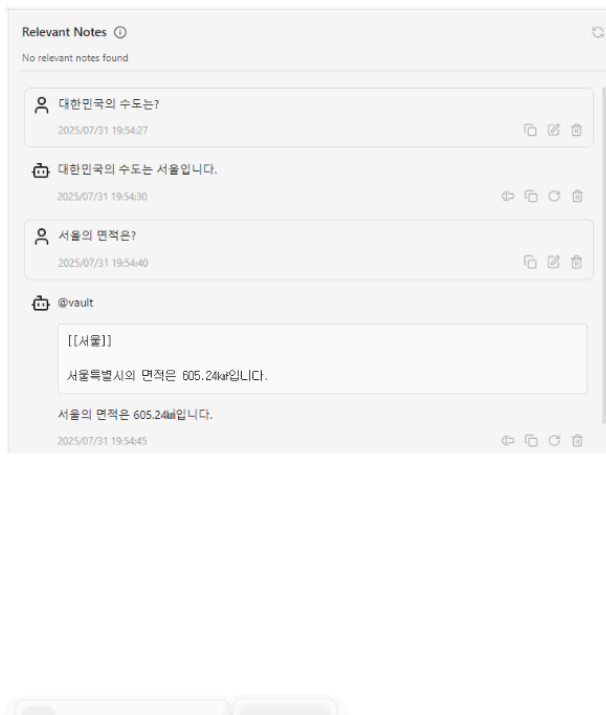 Relevant Notes
No relevant notes found
대한민국의 수도는?
2025/07/31 19:54:27
대한민국의 수도는 서울입니다.
2025/07/31 19:54:30
서울의 면적은?
2025/07/31 19:54:40
@vault
[[서울]]
서울특별시의 면적은 605.24㎢입니다.
서울의 면적은 605.24㎢입니다.
2025/07/31 19:54:45